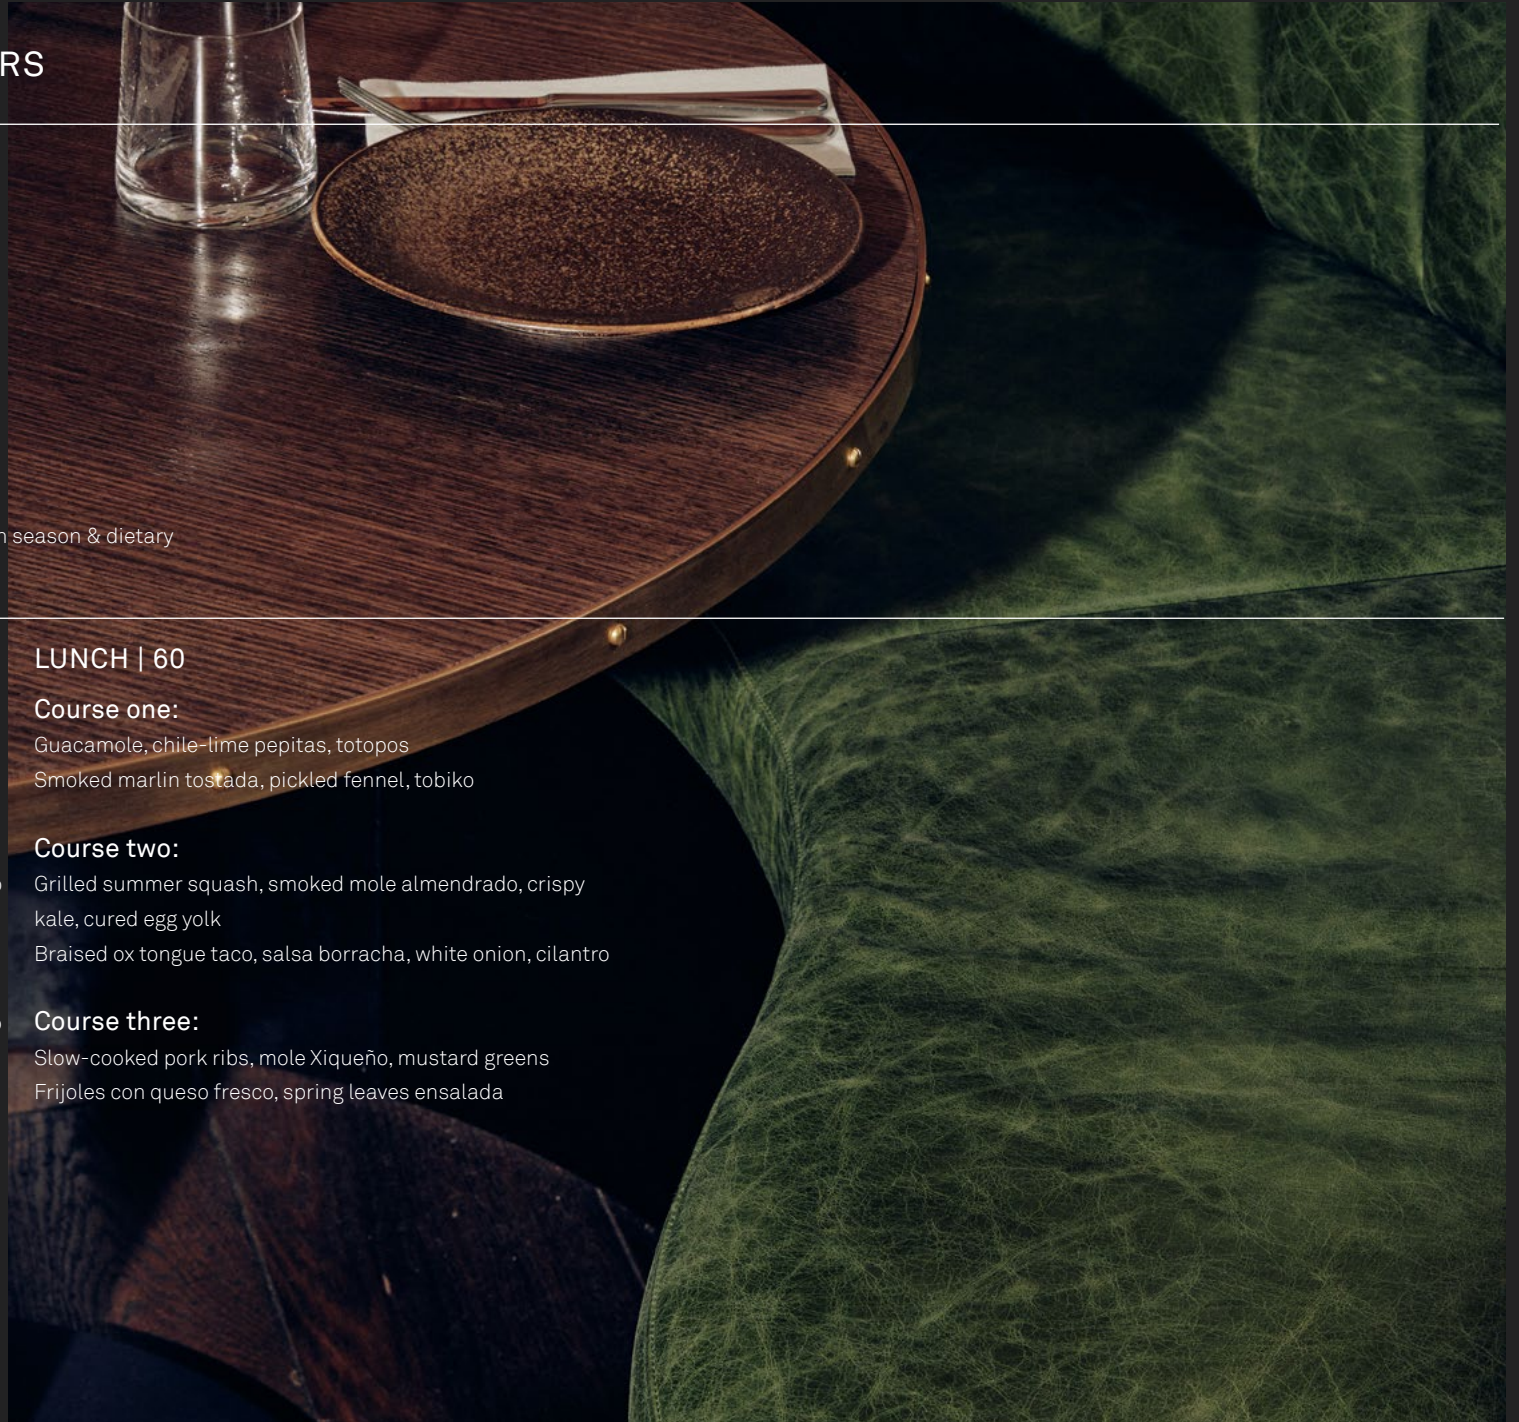 RS
n season & dietary
LUNCH | 60
Course one:
Guacamole, chile-lime pepitas, totopos
Smoked marlin tostada, pickled fennel, tobiko
Course two:
Grilled summer squash, smoked mole almendrado, crispy
kale, cured egg yolk
Braised ox tongue taco, salsa borracha, white onion, cilantro
Course three:
Slow-cooked pork ribs, mole Xiqueño, mustard greens
Frijoles con queso fresco, spring leaves ensalada